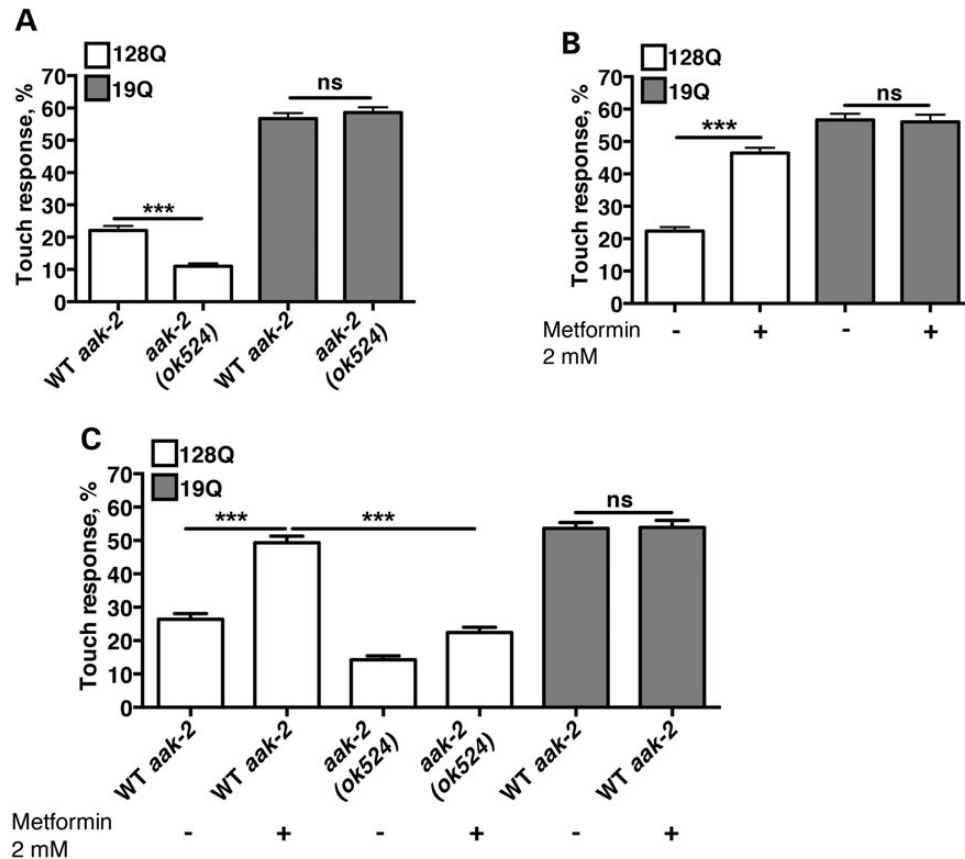 A
128Q
19Q
Touch response, %
70
60
50
40
30
20
10
0
***
ns
WT aak-2
aak-2
(ok524)
WT aak-2
aak-2
(ok524)
B
128Q
19Q
Touch response, %
70
60
50
40
30
20
10
0
***
ns
Metformin
2 mM
- + - +
C
128Q
19Q
Touch response, %
70
60
50
40
30
20
10
0
***
***
ns
WT aak-2
WT aak-2
aak-2
(ok524)
aak-2
(ok524)
WT aak-2
WT aak-2
Metformin
2 mM
- + - + - +